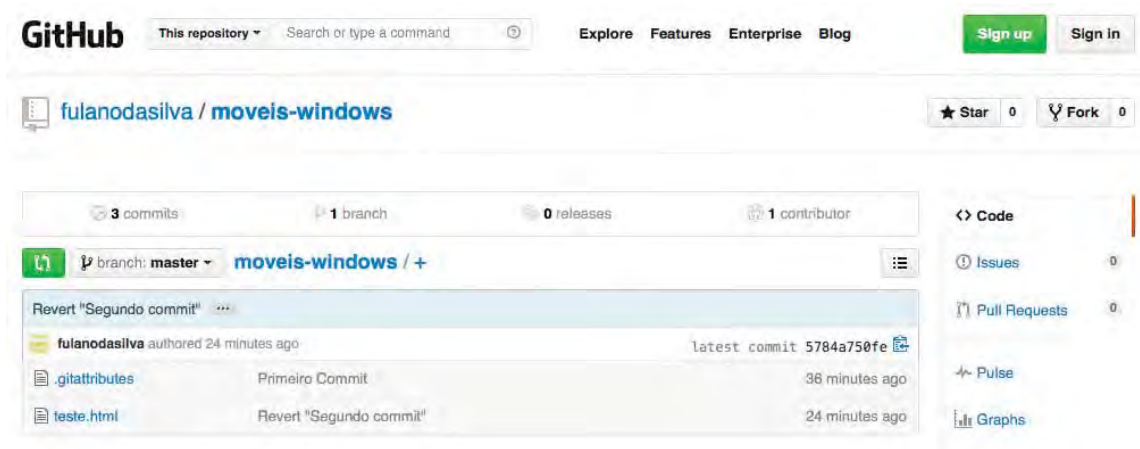 GitHub This repository Search or type a command Explore Features Enterprise Blog Sign up Sign in
fulanodasilva / moveis-windows Star 0 Fork 0
3 commits 1 branch 0 releases 1 contributor
<> Code
branch: master moveis-windows / +
Issues 0
Revert "Segundo commit" ...
Pull Requests 0
fulanodasilva authored 24 minutes ago latest commit 5784a750fe
.gitattributes Primeiro Commit 36 minutes ago
Pulse
teste.html Revert "Segundo commit" 24 minutes ago
Graphs